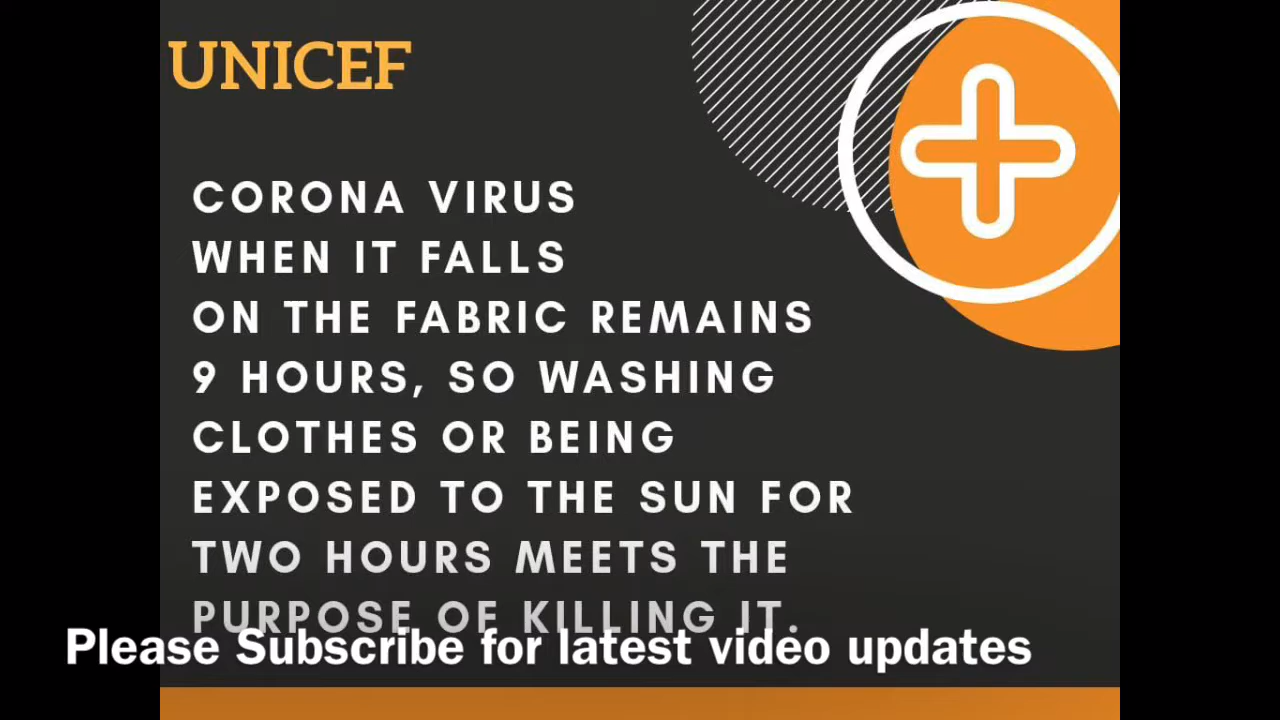 UNICEF
CORONA VIRUS
WHEN IT FALLS
ON THE FABRIC REMAINS
9 HOURS, SO WASHING
CLOTHES OR BEING
EXPOSED TO THE SUN FOR
TWO HOURS MEETS THE
PURPOSE OF KILLING IT.
Please Subscribe for latest video updates